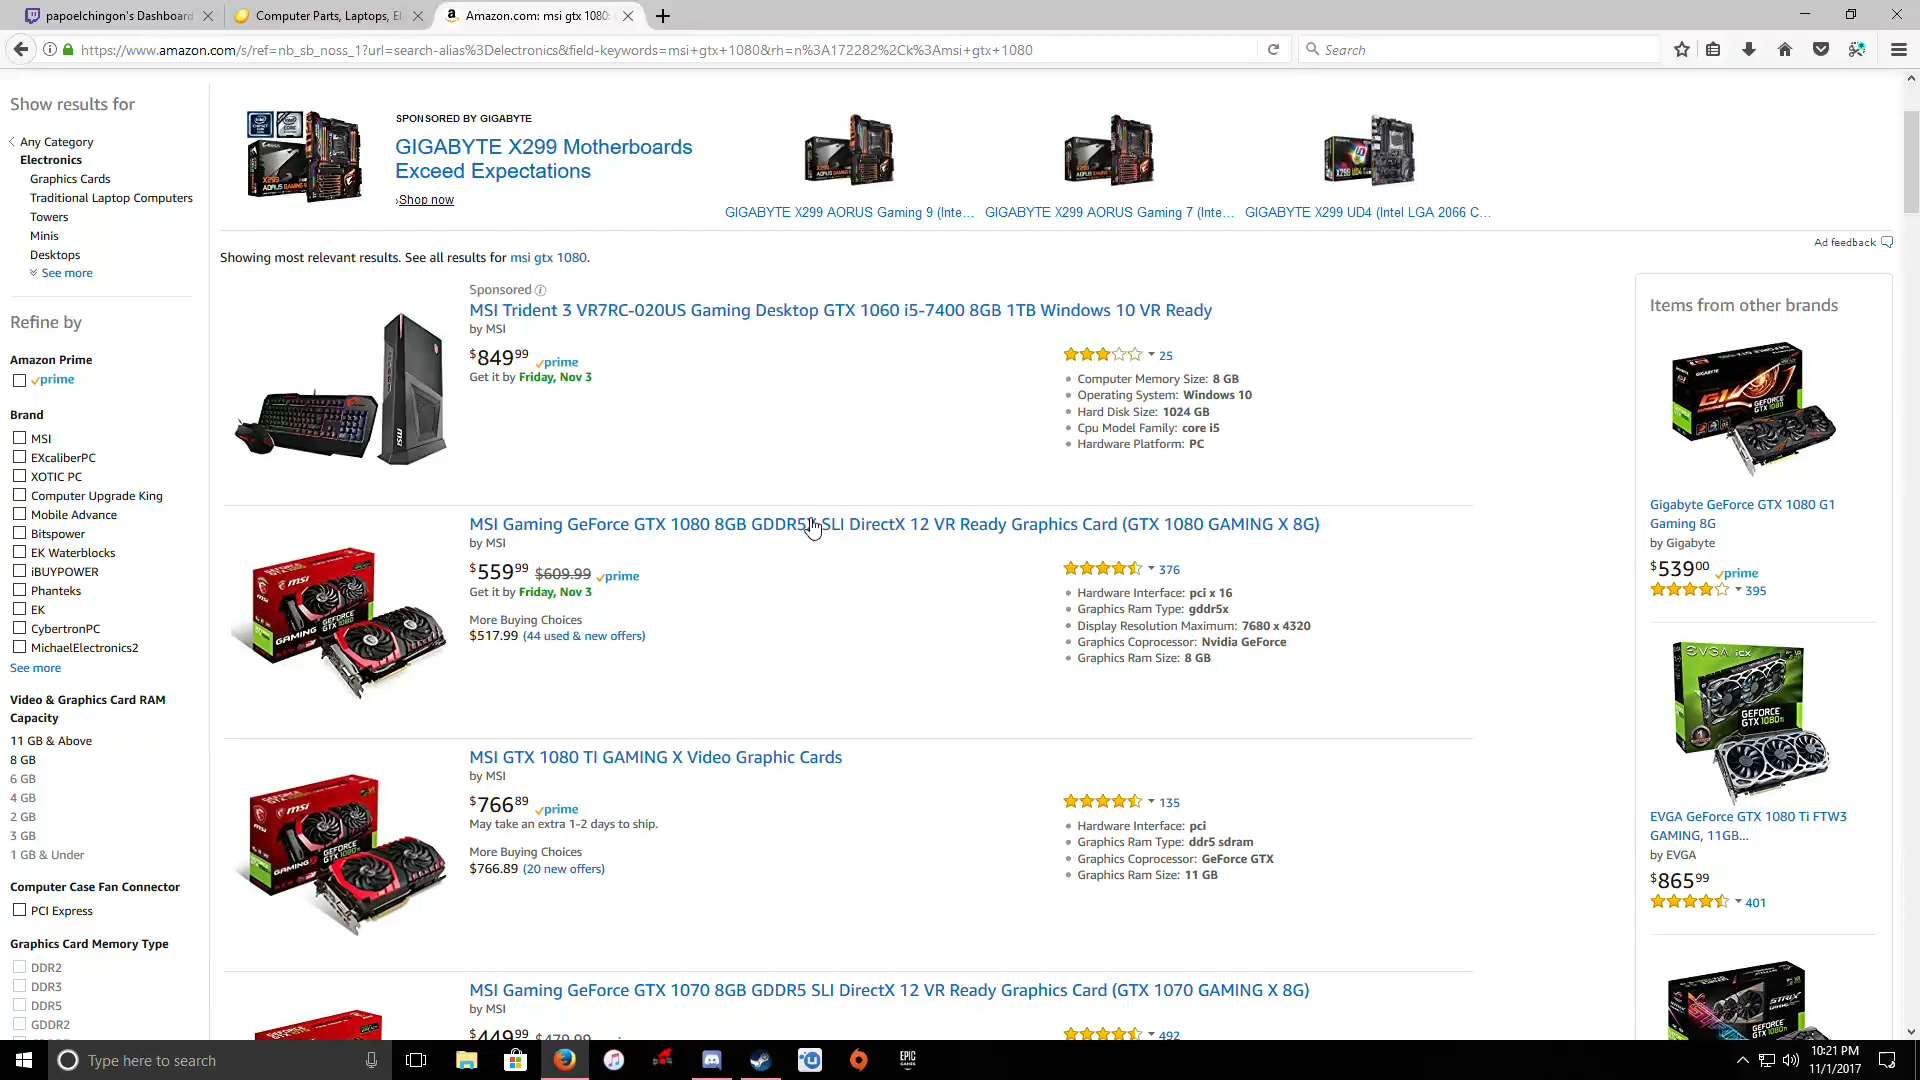 papoelchingon's Dashboard
Computer Parts, Laptops, El
Amazon.com: msi gtx 1080:
https://www.amazon.com/s/ref=nb_sb_noss_1?url=search-alias%3Delectronics&field-keywords=msi+gtx+1080&rh=n%3A172282%2Ck%3Amsi+gtx+1080
Search
Show results for
Any Category
Electronics
Graphics Cards
Traditional Laptop Computers
Towers
Minis
Desktops
See more
Refine by
Amazon Prime
prime
Brand
MSI
EXcaliberPC
XOTIC PC
Computer Upgrade King
Mobile Advance
Bitspower
EK Waterblocks
iBUYPOWER
Phanteks
EK
CybertronPC
MichaelElectronics2
See more
Video & Graphics Card RAM
Capacity
11 GB & Above
8 GB
6 GB
4 GB
2 GB
3 GB
1 GB & Under
Computer Case Fan Connector
PCI Express
Graphics Card Memory Type
DDR2
DDR3
DDR5
GDDR2
SPONSORED BY GIGABYTE
GIGABYTE X299 Motherboards
Exceed Expectations
›Shop now
GIGABYTE X299 AORUS Gaming 9 (Inte...
GIGABYTE X299 AORUS Gaming 7 (Inte...
GIGABYTE X299 UD4 (Intel LGA 2066 C...
Ad feedback
Showing most relevant results. See all results for msi gtx 1080.
Sponsored
MSI Trident 3 VR7RC-020US Gaming Desktop GTX 1060 i5-7400 8GB 1TB Windows 10 VR Ready
by MSI
$849 99 prime
Get it by Friday, Nov 3
25
Computer Memory Size: 8 GB
Operating System: Windows 10
Hard Disk Size: 1024 GB
Cpu Model Family: core i5
Hardware Platform: PC
MSI Gaming GeForce GTX 1080 8GB GDDR5X SLI DirectX 12 VR Ready Graphics Card (GTX 1080 GAMING X 8G)
by MSI
$559 99 $609.99 prime
Get it by Friday, Nov 3
More Buying Choices
$517.99 (44 used & new offers)
376
Hardware Interface: pci x 16
Graphics Ram Type: gddr5x
Display Resolution Maximum: 7680 x 4320
Graphics Coprocessor: Nvidia GeForce
Graphics Ram Size: 8 GB
MSI GTX 1080 TI GAMING X Video Graphic Cards
by MSI
$766 89 prime
May take an extra 1-2 days to ship.
More Buying Choices
$766.89 (20 new offers)
135
Hardware Interface: pci
Graphics Ram Type: ddr5 sdram
Graphics Coprocessor: GeForce GTX
Graphics Ram Size: 11 GB
MSI Gaming GeForce GTX 1070 8GB GDDR5 SLI DirectX 12 VR Ready Graphics Card (GTX 1070 GAMING X 8G)
by MSI
$449 99 $479.99
492
Items from other brands
Gigabyte GeForce GTX 1080 G1
Gaming 8G
by Gigabyte
$539 00 prime
395
EVGA GeForce GTX 1080 Ti FTW3
GAMING, 11GB...
by EVGA
$865 99
401
Type here to search
EPIC
GAMES
10:21 PM
11/1/2017